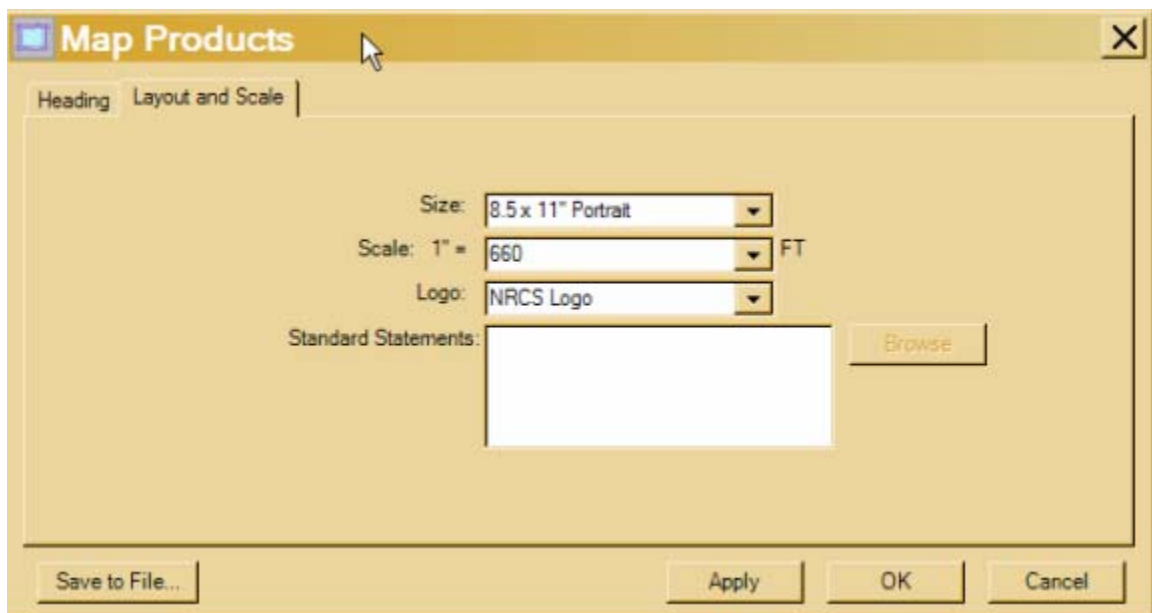 Map Products
Heading Layout and Scale
Size: 8.5 x 11" Portrait
Scale: 1" = 660 FT
Logo: NRCS Logo
Standard Statements: Browse
Save to File... Apply OK Cancel